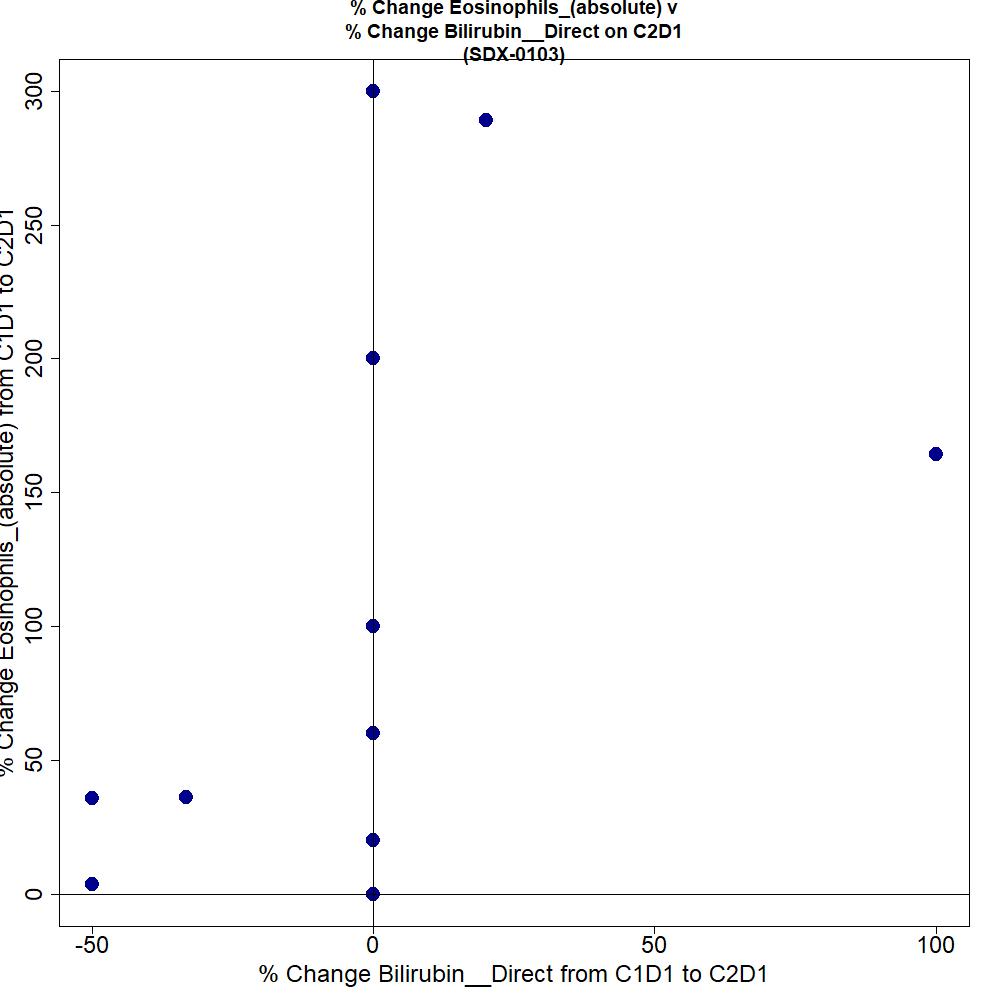 % Change Eosinophils_(absolute) v
% Change Bilirubin__Direct on C2D1
(SDX-0103)
% Change Eosinophils_(absolute) from C1D1 to C2D1
300
250
200
150
100
50
0
-50
0
50
100
% Change Bilirubin__Direct from C1D1 to C2D1